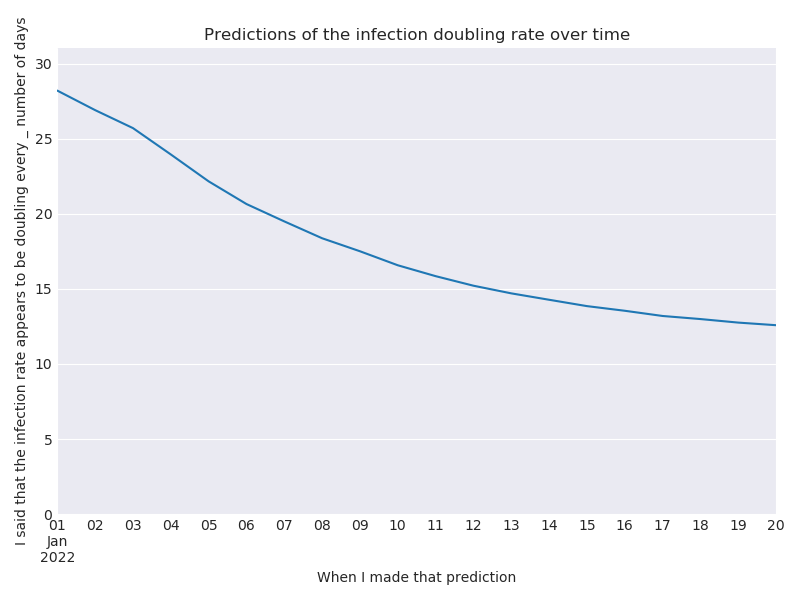 Predictions of the infection doubling rate over time
I said that the infection rate appears to be doubling every _ number of days
30
25
20
15
10
5
0
01 02 03 04 05 06 07 08 09 10 11 12 13 14 15 16 17 18 19 20
Jan
2022
When I made that prediction